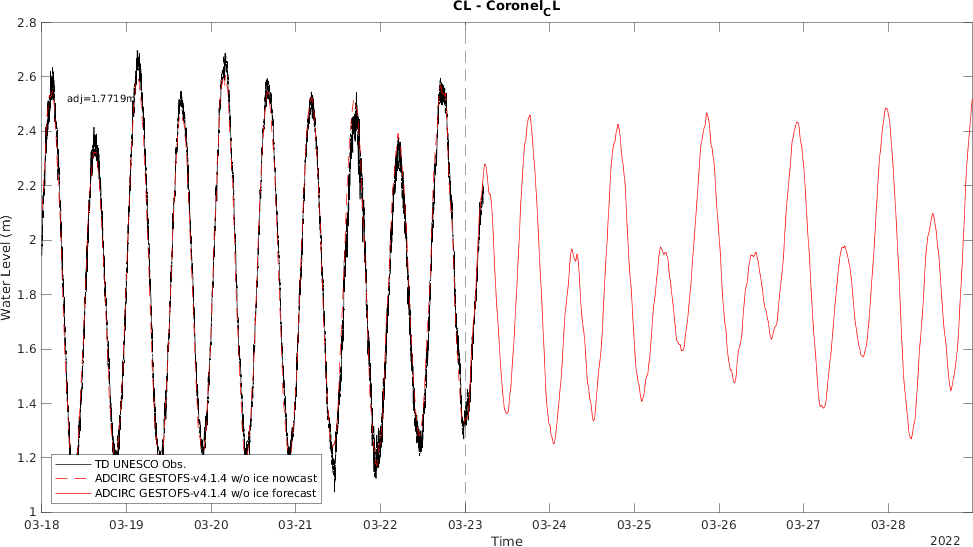 CL - Coronel_CL
2.8
2.6
2.4
2.2
2
1.8
1.6
1.4
1.2
1
Water Level (m)
adj=1.7719m
TD UNESCO Obs.
ADCIRC GESTOFS-v4.1.4 w/o ice nowcast
ADCIRC GESTOFS-v4.1.4 w/o ice forecast
03-18 03-19 03-20 03-21 03-22 03-23 03-24 03-25 03-26 03-27 03-28
Time
2022